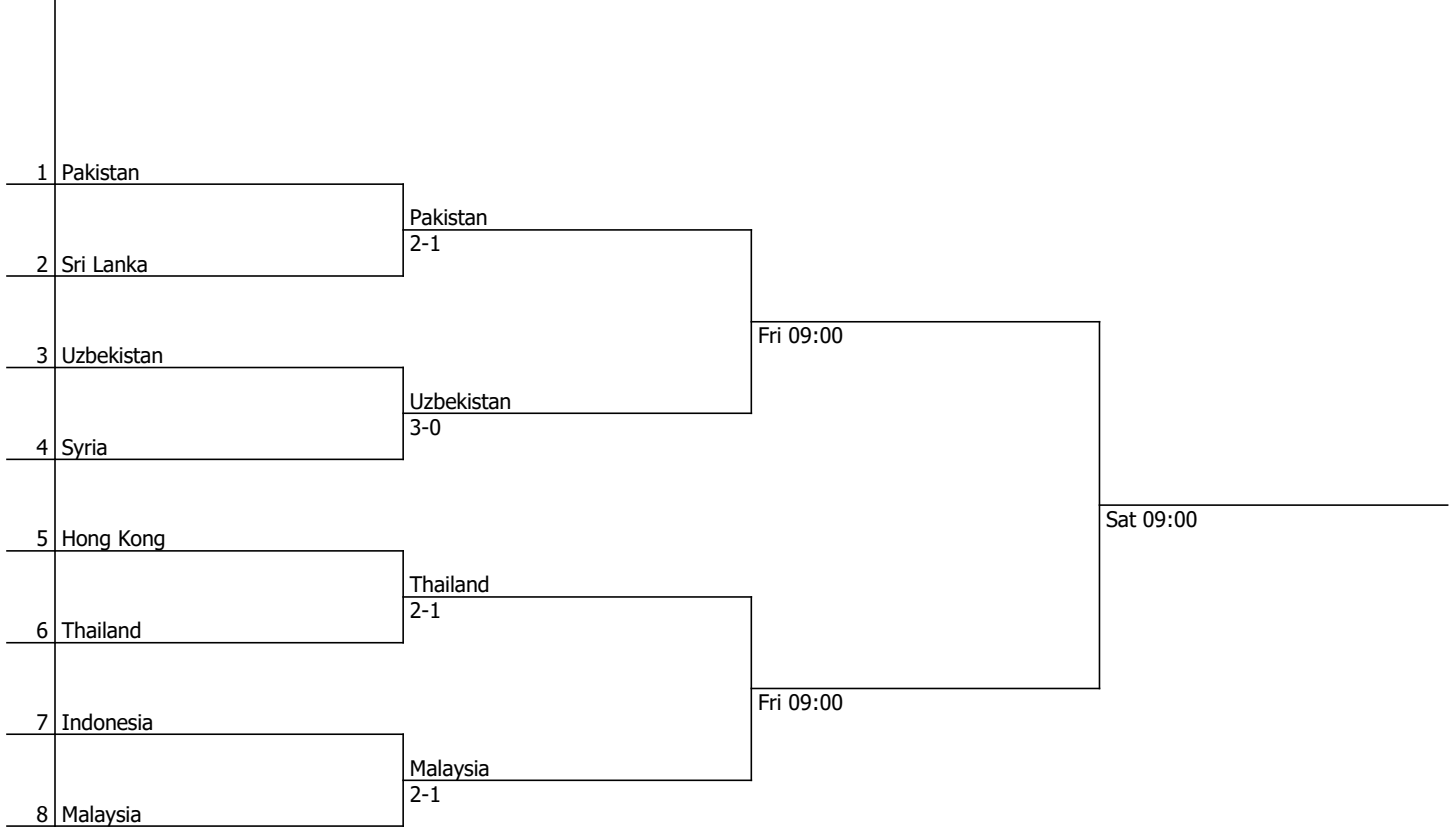 1 Pakistan
Pakistan
2-1
2 Sri Lanka
Fri 09:00
3 Uzbekistan
Uzbekistan
3-0
4 Syria
Sat 09:00
5 Hong Kong
Thailand
2-1
6 Thailand
Fri 09:00
7 Indonesia
Malaysia
2-1
8 Malaysia